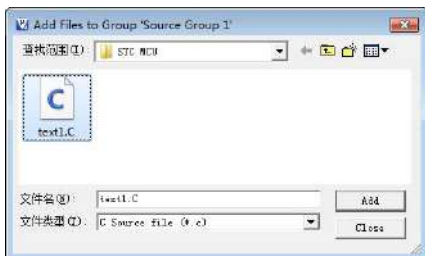 Add Files to Group 'Source Group 1'
查找范围(I): STC MCU
text1.C
文件名(N): text1.C Add
文件类型(T): C Source file (*.c) Close